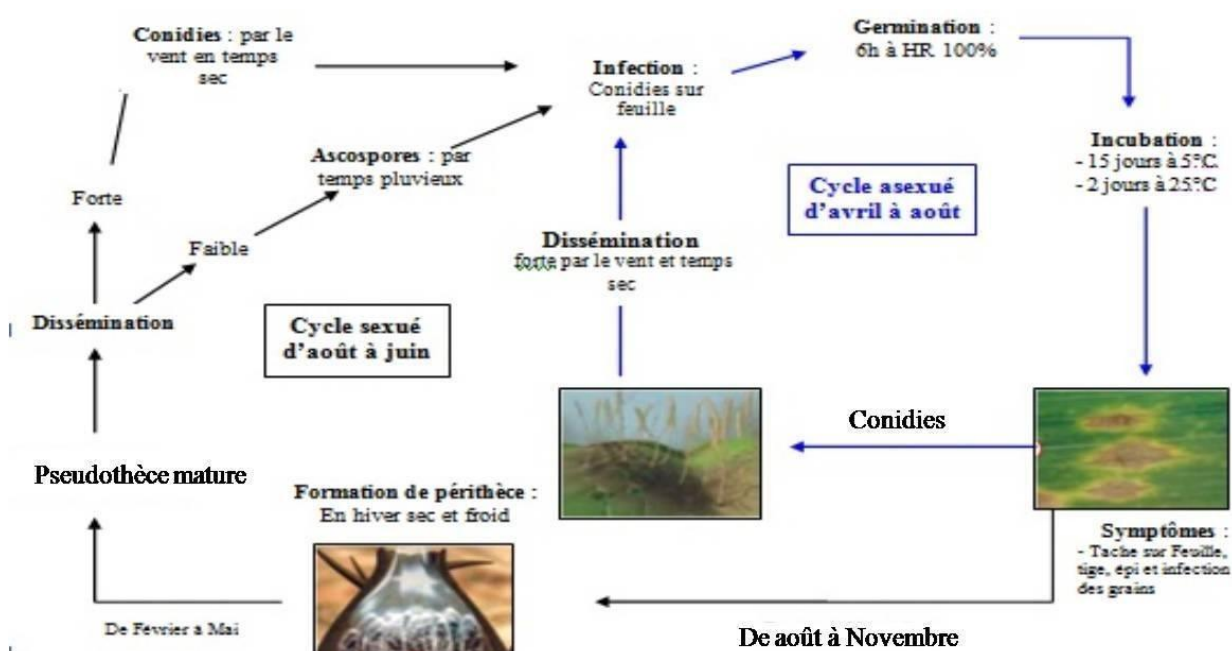 Conidies : par le
vent en temps
sec
Infection :
Conidies sur
feuille
Germination :
6h à HR 100%
Incubation :
- 15 jours à 5°C.
- 2 jours à 25°C
Ascospores : par
temps pluvieux
Forte
Faible
Cycle asexué
d'avril à août
Dissémination
forte par le vent et temps
sec
Dissémination
Cycle sexué
d'août à juin
Conidies
Pseudothèce mature
Formation de périthèce :
En hiver sec et froid
Symptômes :
- Tache sur Feuille,
tige, épi et infection
des grains
De Février à Mai
De août à Novembre